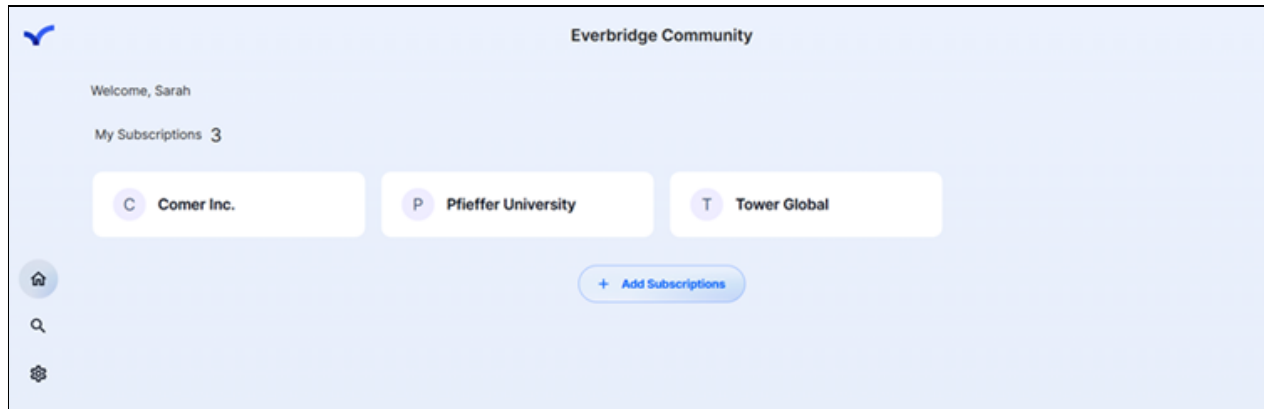 Everbridge Community
Welcome, Sarah
My Subscriptions 3
C Comer Inc. P Pfieffer University T Tower Global
+ Add Subscriptions